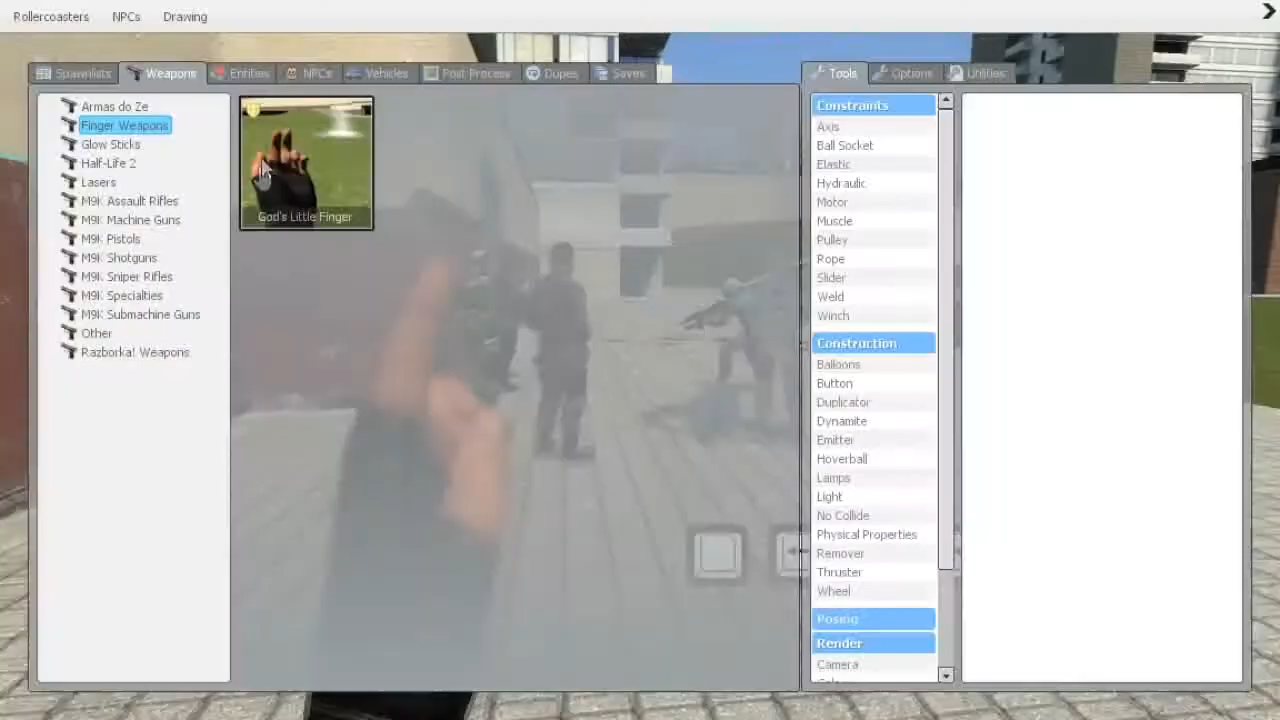 Rollercoasters NPCs Drawing
Spawnlists Weapons Entities NPCs Vehicles Post Process Dupes Saves
Tools Options Utilities
Armas do Ze
Finger Weapons
Glow Sticks
Half-Life 2
Lasers
M9K Assault Rifles
M9K Machine Guns
M9K Pistols
M9K Shotguns
M9K Sniper Rifles
M9K Specialties
M9K Submachine Guns
Other
Razborka! Weapons
God's Little Finger
Constraints
Axis
Ball Socket
Elastic
Hydraulic
Motor
Muscle
Pulley
Rope
Slider
Weld
Winch
Construction
Balloons
Button
Duplicator
Dynamite
Emitter
Hoverball
Lamps
Light
No Collide
Physical Properties
Remover
Thruster
Wheel
Posing
Render
Camera